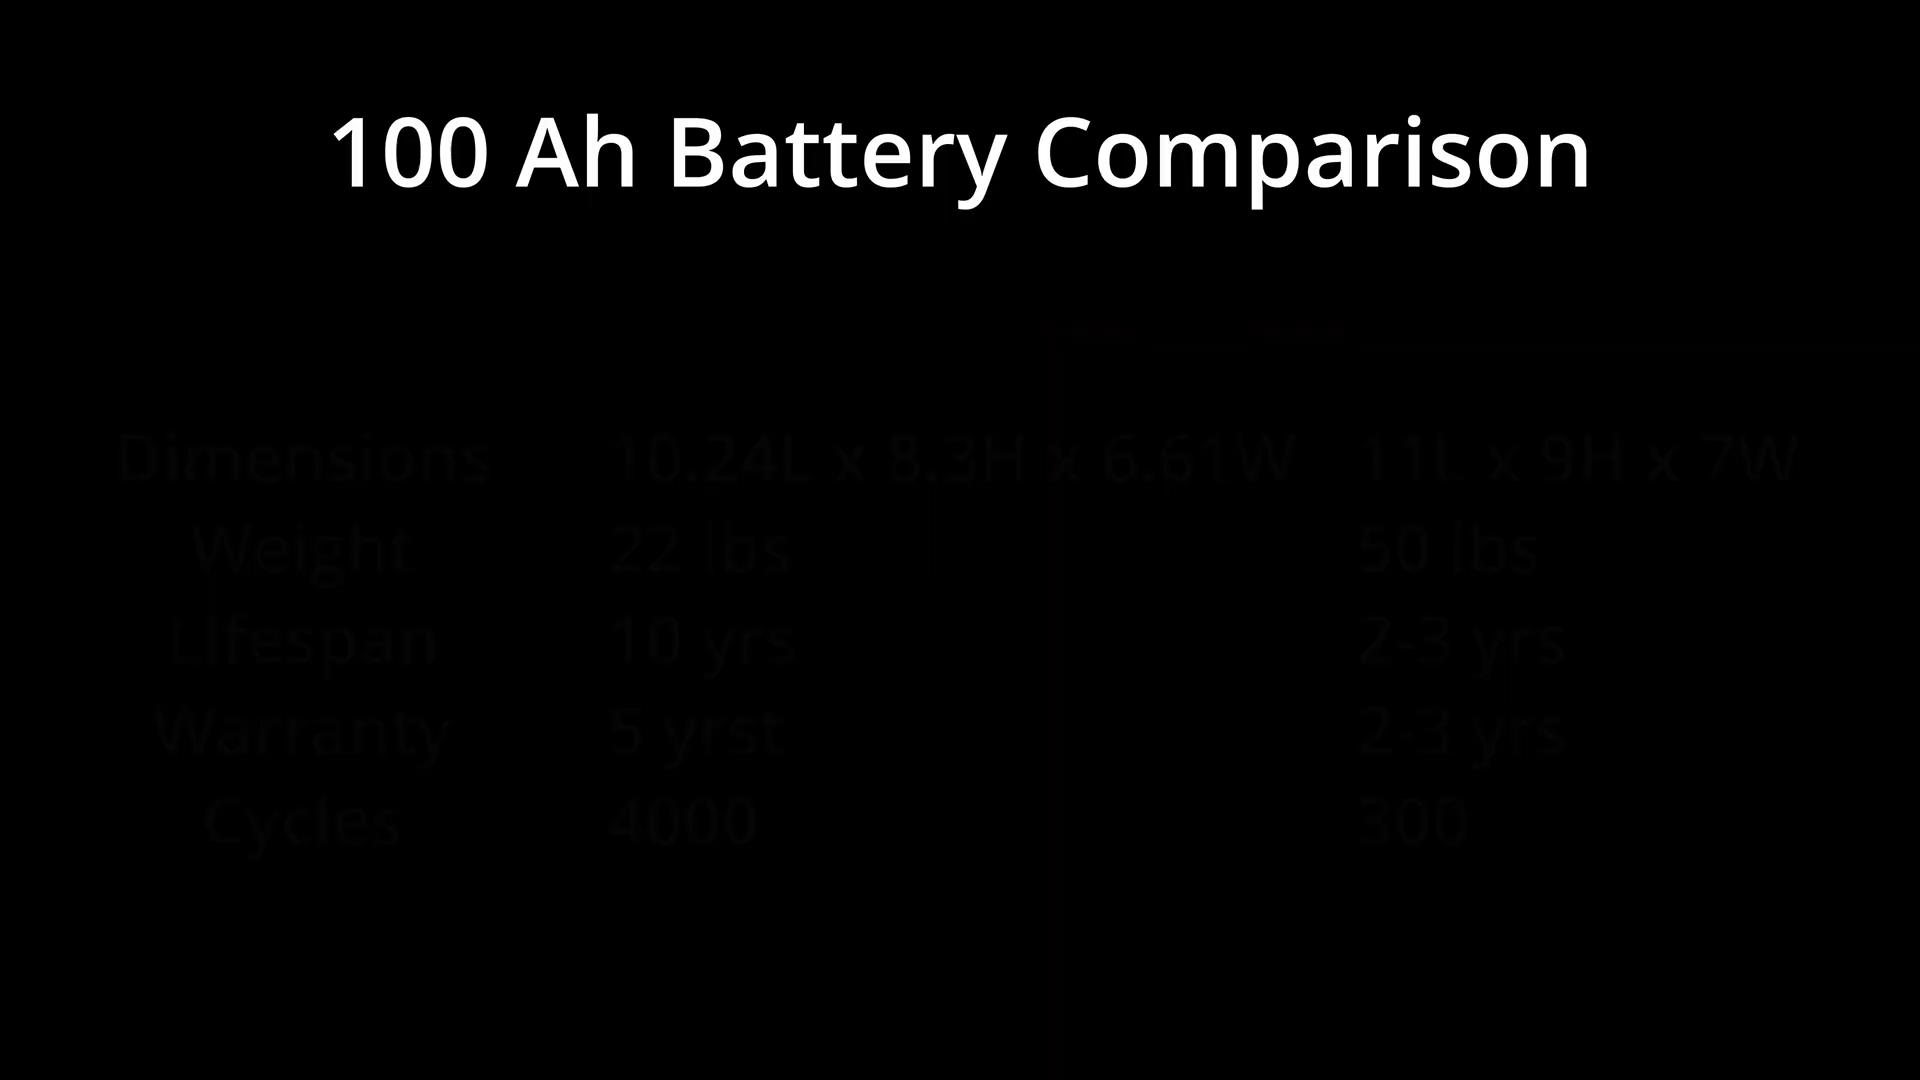 100 Ah Battery Comparison
Dimensions 10.24L x 8.3H x 6.61W 11L x 9H x 7W
Weight 22 lbs 50 lbs
Lifespan 10 yrs 2-3 yrs
Warranty 5 yrst 2-3 yrs
Cycles 4000 300